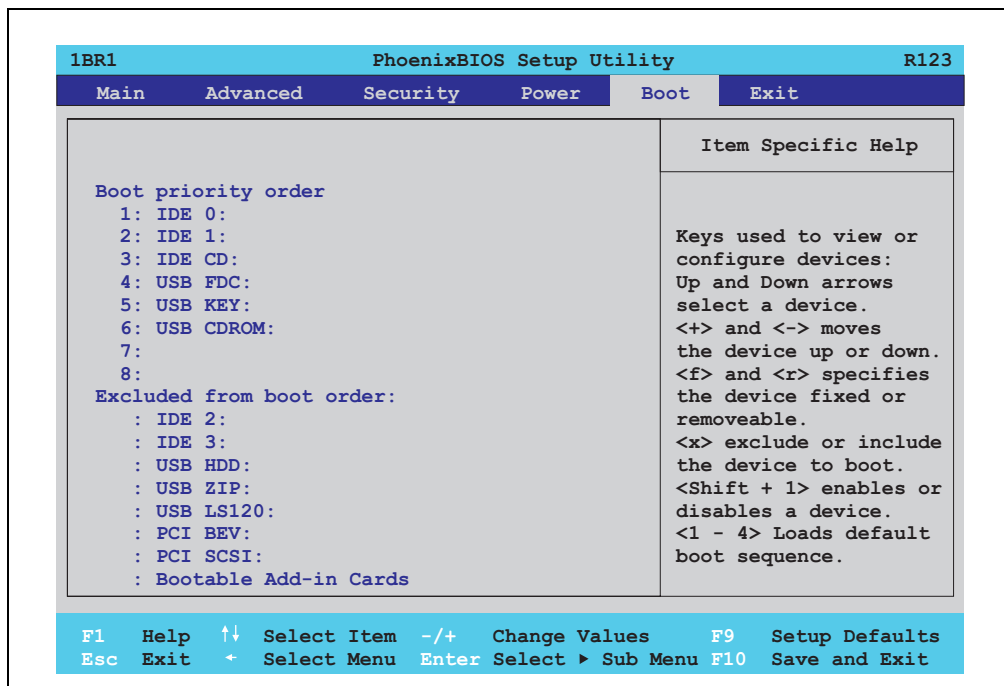 1BR1 PhoenixBIOS Setup Utility R123
Main Advanced Security Power Boot Exit
Item Specific Help
Boot priority order
1: IDE 0:
2: IDE 1:
3: IDE CD:
4: USB FDC:
5: USB KEY:
6: USB CDROM:
7:
8:
Excluded from boot order:
: IDE 2:
: IDE 3:
: USB HDD:
: USB ZIP:
: USB LS120:
: PCI BEV:
: PCI SCSI:
: Bootable Add-in Cards
Keys used to view or
configure devices:
Up and Down arrows
select a device.
<+> and <-> moves
the device up or down.
<f> and <r> specifies
the device fixed or
removeable.
<x> exclude or include
the device to boot.
<Shift + 1> enables or
disables a device.
<1 - 4> Loads default
boot sequence.
F1 Help ↑↓ Select Item -/+ Change Values F9 Setup Defaults
Esc Exit ← Select Menu Enter Select ▶ Sub Menu F10 Save and Exit